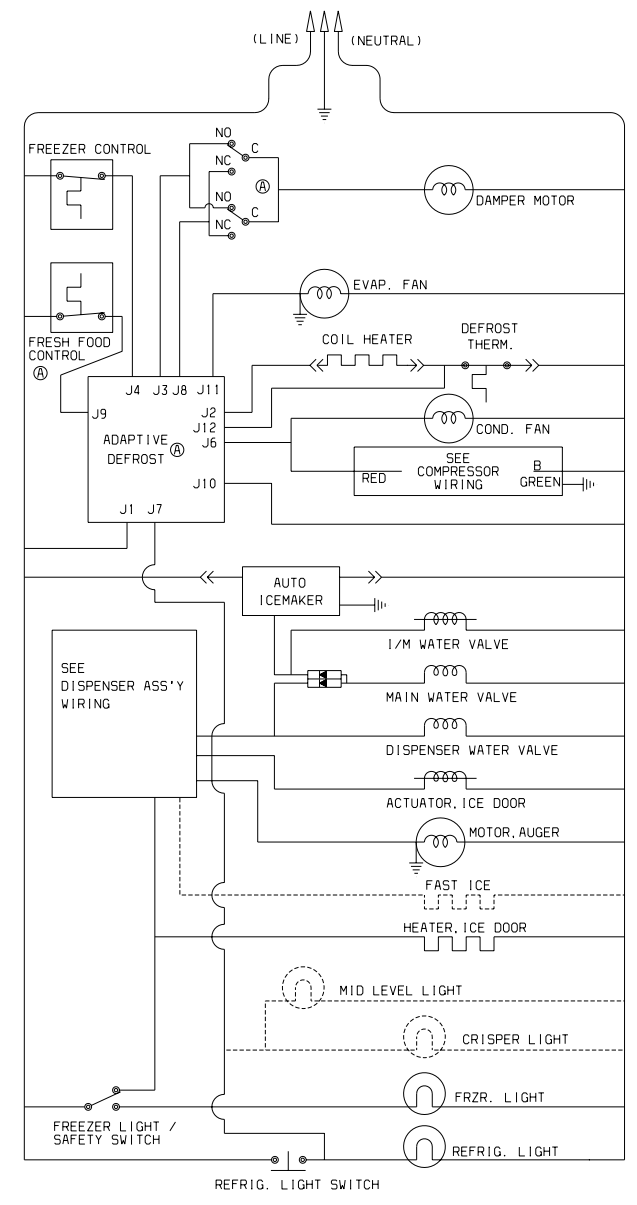 (LINE)
(NEUTRAL)
NO
C
FREEZER CONTROL
NC
A
NO
C
DAMPER MOTOR
NC
EVAP. FAN
FRESH FOOD
CONTROL
A
COIL HEATER
DEFROST
THERM.
J4
J3
J8
J11
J9
J2
J12
J6
ADAPTIVE
DEFROST
A
COND. FAN
SEE
COMPRESSOR
WIRING
RED
B
GREEN
J10
J1
J7
AUTO
ICEMAKER
I/M WATER VALVE
SEE
DISPENSER ASS'Y
WIRING
MAIN WATER VALVE
DISPENSER WATER VALVE
ACTUATOR, ICE DOOR
MOTOR, AUGER
FAST ICE
HEATER, ICE DOOR
MID LEVEL LIGHT
CRISPER LIGHT
FRZR. LIGHT
FREEZER LIGHT /
SAFETY SWITCH
REFRIG. LIGHT
REFRIG. LIGHT SWITCH